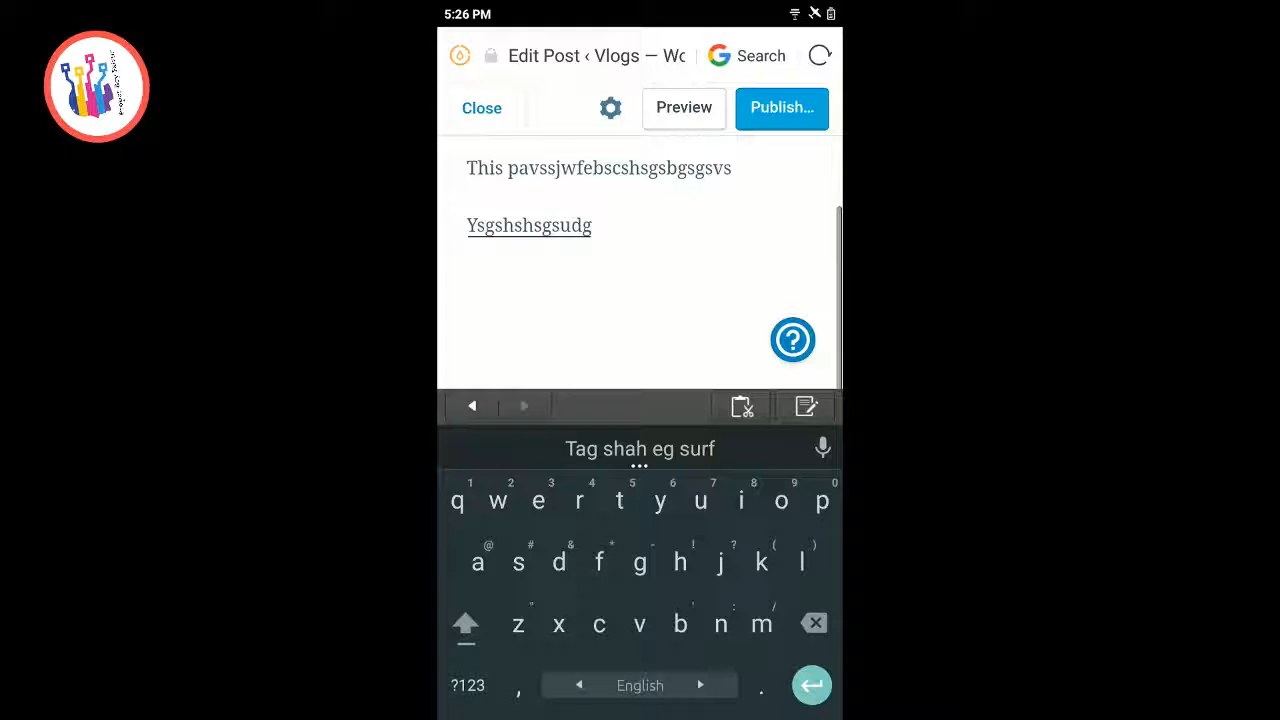 5:26 PM
Edit Post ‹ Vlogs — Wo
Search
Close
Preview
Publish...
This pavssjwfebscshsgsbgsgsvs
Ysgshshsgsudg
?
Tag shah eg surf
1 2 3 4 5 6 7 8 9 0
q w e r t y u i o p
@ # & * - ! ? ( )
a s d f g h j k l
" ' : /
z x c v b n m
?123 , English .